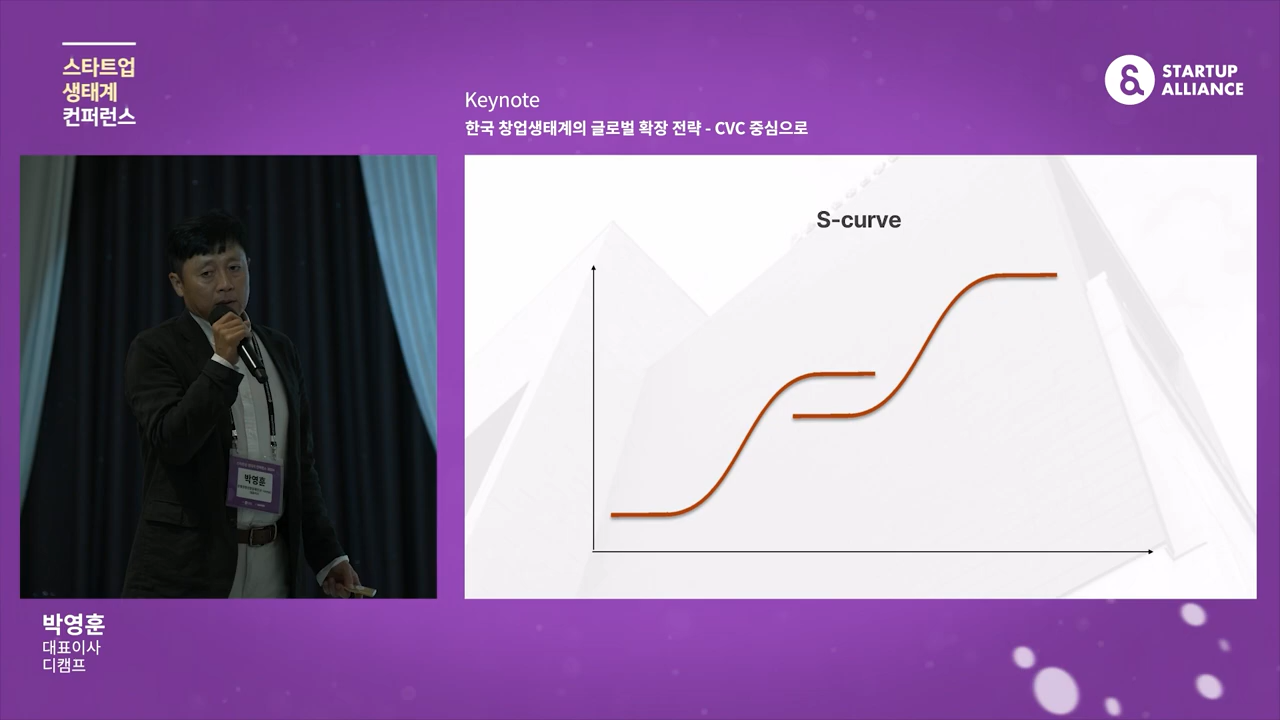 스타트업
생태계
컨퍼런스
Keynote
한국 창업생태계의 글로벌 확장 전략 - CVC 중심으로
STARTUP
ALLIANCE
S-curve
박영훈
박영훈
대표이사
디캠프